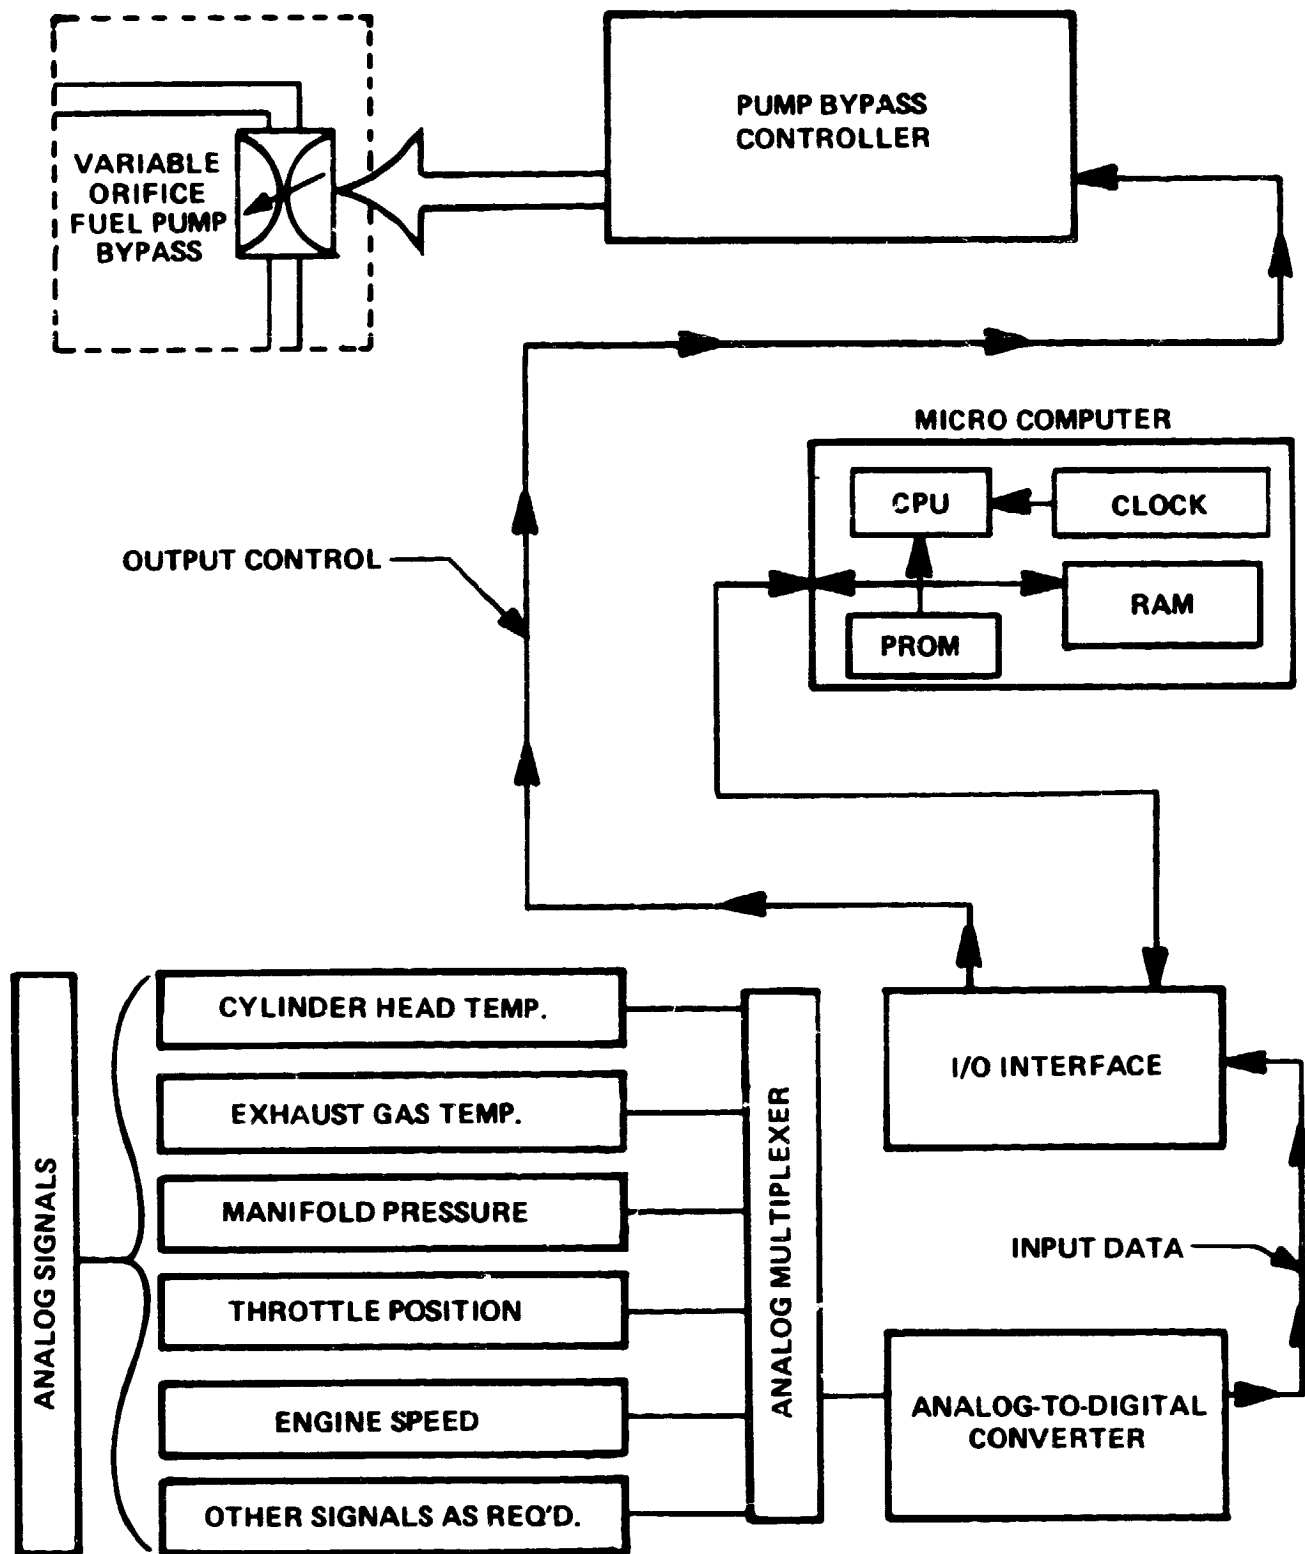 PUMP BYPASS
CONTROLLER
VARIABLE
ORIFICE
FUEL PUMP
BYPASS
MICRO COMPUTER
CPU
CLOCK
RAM
PROM
OUTPUT CONTROL
ANALOG SIGNALS
CYLINDER HEAD TEMP.
EXHAUST GAS TEMP.
MANIFOLD PRESSURE
THROTTLE POSITION
ENGINE SPEED
OTHER SIGNALS AS REQ'D.
ANALOG MULTIPLEXER
I/O INTERFACE
INPUT DATA
ANALOG-TO-DIGITAL
CONVERTER